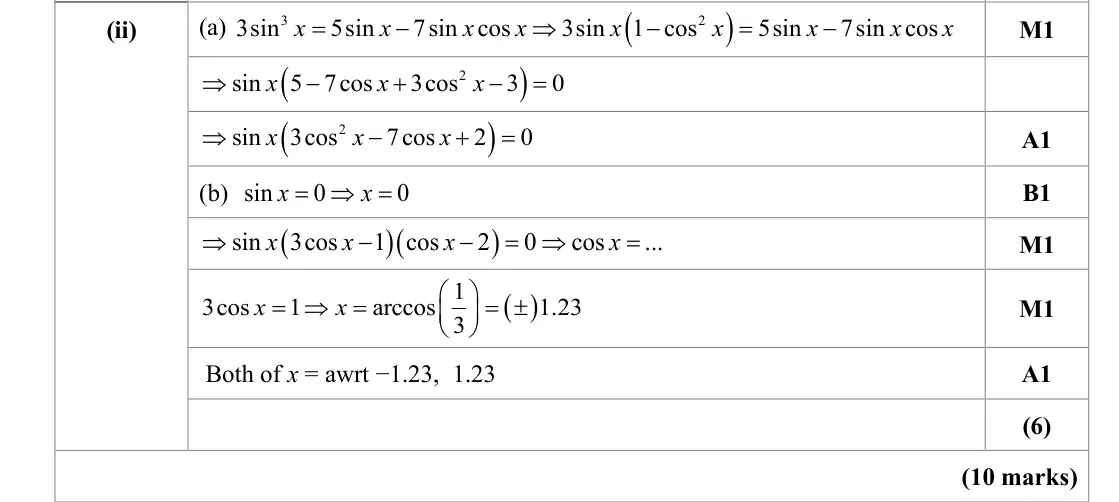 (ii) (a) 3sin³ x = 5sin x − 7sin x cos x ⇒ 3sin x(1 − cos² x) = 5sin x − 7sin x cos x M1
⇒ sin x(5 − 7cos x + 3cos² x − 3) = 0
⇒ sin x(3cos² x − 7cos x + 2) = 0 A1
(b) sin x = 0 ⇒ x = 0 B1
⇒ sin x(3cos x − 1)(cos x − 2) = 0 ⇒ cos x = ... M1
3cos x = 1 ⇒ x = arccos(1/3) = (±)1.23 M1
Both of x = awrt −1.23, 1.23 A1
(6)
(10 marks)